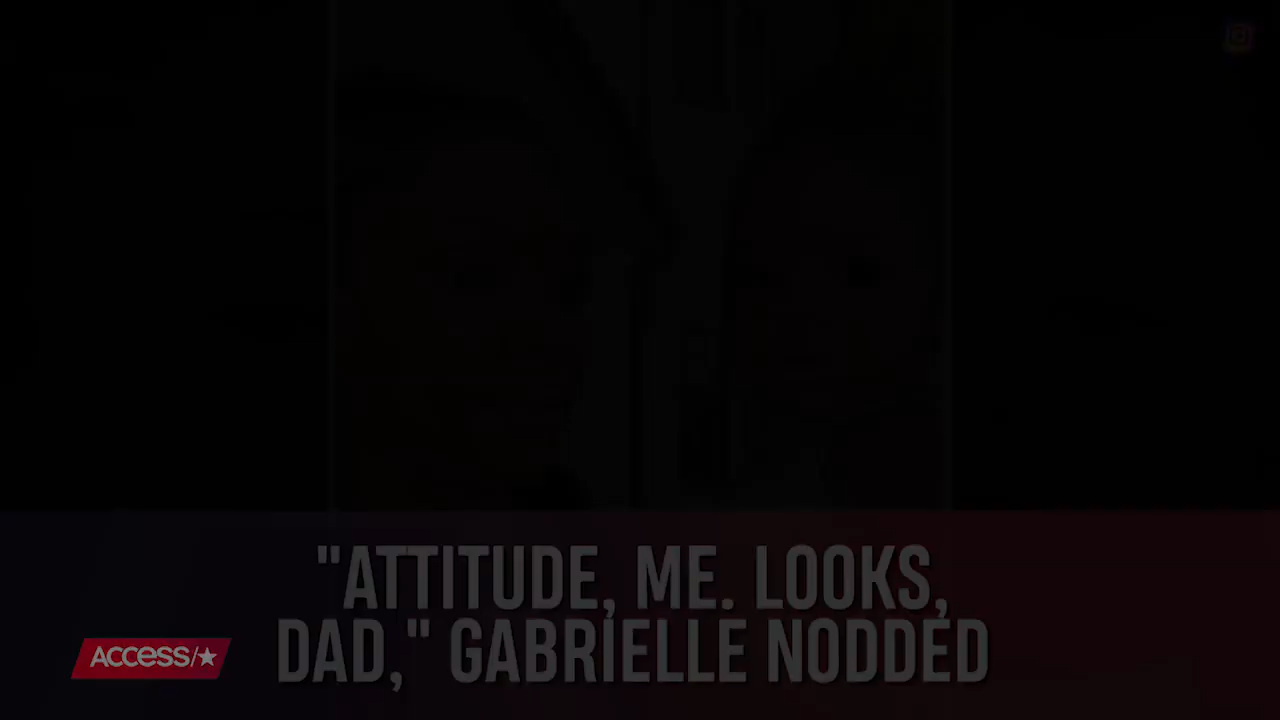 "ATTITUDE, ME. LOOKS,
DAD," GABRIELLE NODDED
ACCESS/★